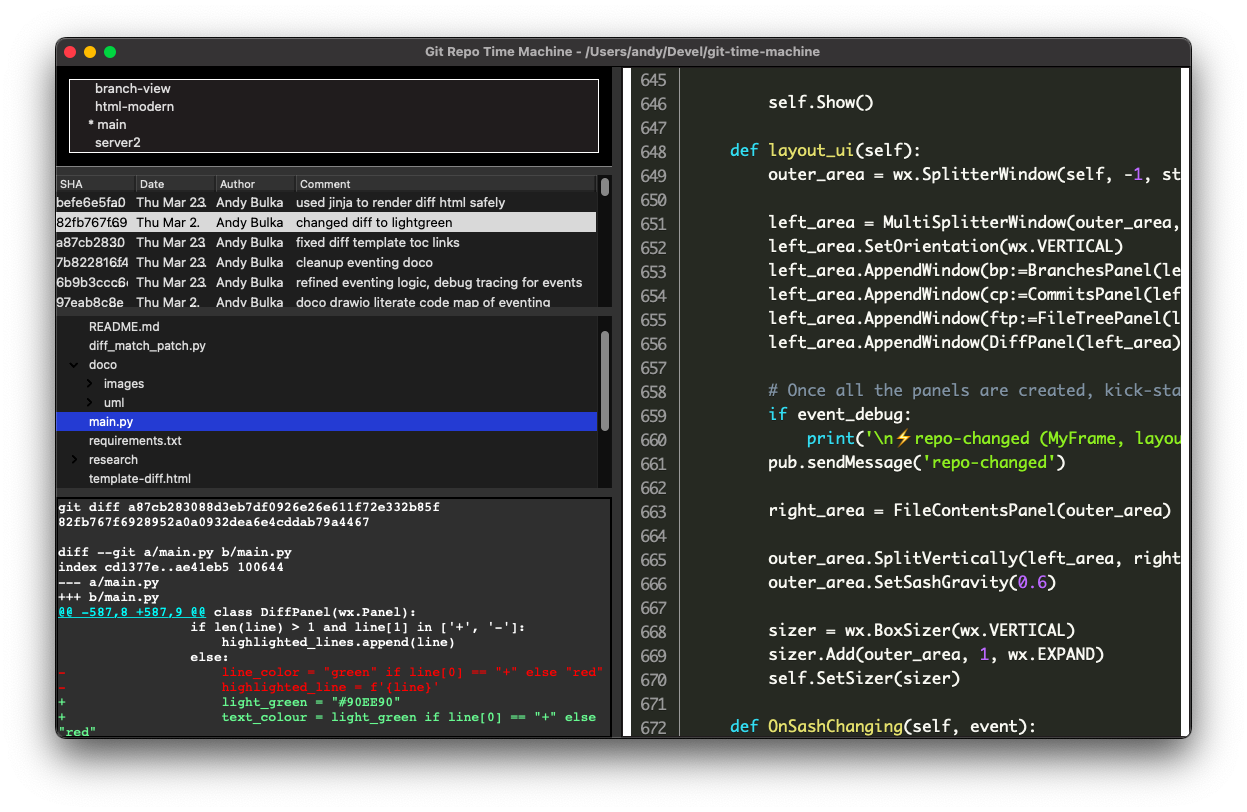 Git Repo Time Machine - /Users/andy/Devel/git-time-machine
branch-view
html-modern
* main
server2
SHA Date Author Comment
befe6e5fa0 Thu Mar 23. Andy Bulka used jinja to render diff html safely
82fb767f69 Thu Mar 2. Andy Bulka changed diff to lightgreen
a87cb2830 Thu Mar 23. Andy Bulka fixed diff template toc links
7b822816f4 Thu Mar 23. Andy Bulka cleanup eventing doco
6b9b3ccc6 Thu Mar 23. Andy Bulka refined eventing logic, debug tracing for events
97eab8c8e Thu Mar 2. Andy Bulka doco drawio literate code map of eventing
README.md
diff_match_patch.py
doco
images
uml
main.py
requirements.txt
research
template-diff.html
git diff a87cb283088d3eb7df0926e26e611f72e332b85f
82fb767f6928952a0a0932dea6e4cddab79a4467
diff --git a/main.py b/main.py
index cd1377e..ae41eb5 100644
--- a/main.py
+++ b/main.py
@@ -587,8 +587,9 @@ class DiffPanel(wx.Panel):
if len(line) > 1 and line[1] in ['+', '-']:
highlighted_lines.append(line)
else:
- line_color = "green" if line[0] == "+" else "red"
- highlighted_line = f'{line}'
+ light_green = "#90EE90"
+ text_colour = light_green if line[0] == "+" else
"red"
645
646 self.Show()
647
648 def layout_ui(self):
649 outer_area = wx.SplitterWindow(self, -1, st
650
651 left_area = MultiSplitterWindow(outer_area,
652 left_area.SetOrientation(wx.VERTICAL)
653 left_area.AppendWindow(bp:=BranchesPanel(le
654 left_area.AppendWindow(cp:=CommitsPanel(lef
655 left_area.AppendWindow(ftp:=FileTreePanel(l
656 left_area.AppendWindow(DiffPanel(left_area)
657
658 # Once all the panels are created, kick-sta
659 if event_debug:
660 print('\n⚡repo-changed (MyFrame, layou
661 pub.sendMessage('repo-changed')
662
663 right_area = FileContentsPanel(outer_area)
664
665 outer_area.SplitVertically(left_area, right
666 outer_area.SetSashGravity(0.6)
667
668 sizer = wx.BoxSizer(wx.VERTICAL)
669 sizer.Add(outer_area, 1, wx.EXPAND)
670 self.SetSizer(sizer)
671
672 def OnSashChanging(self, event):